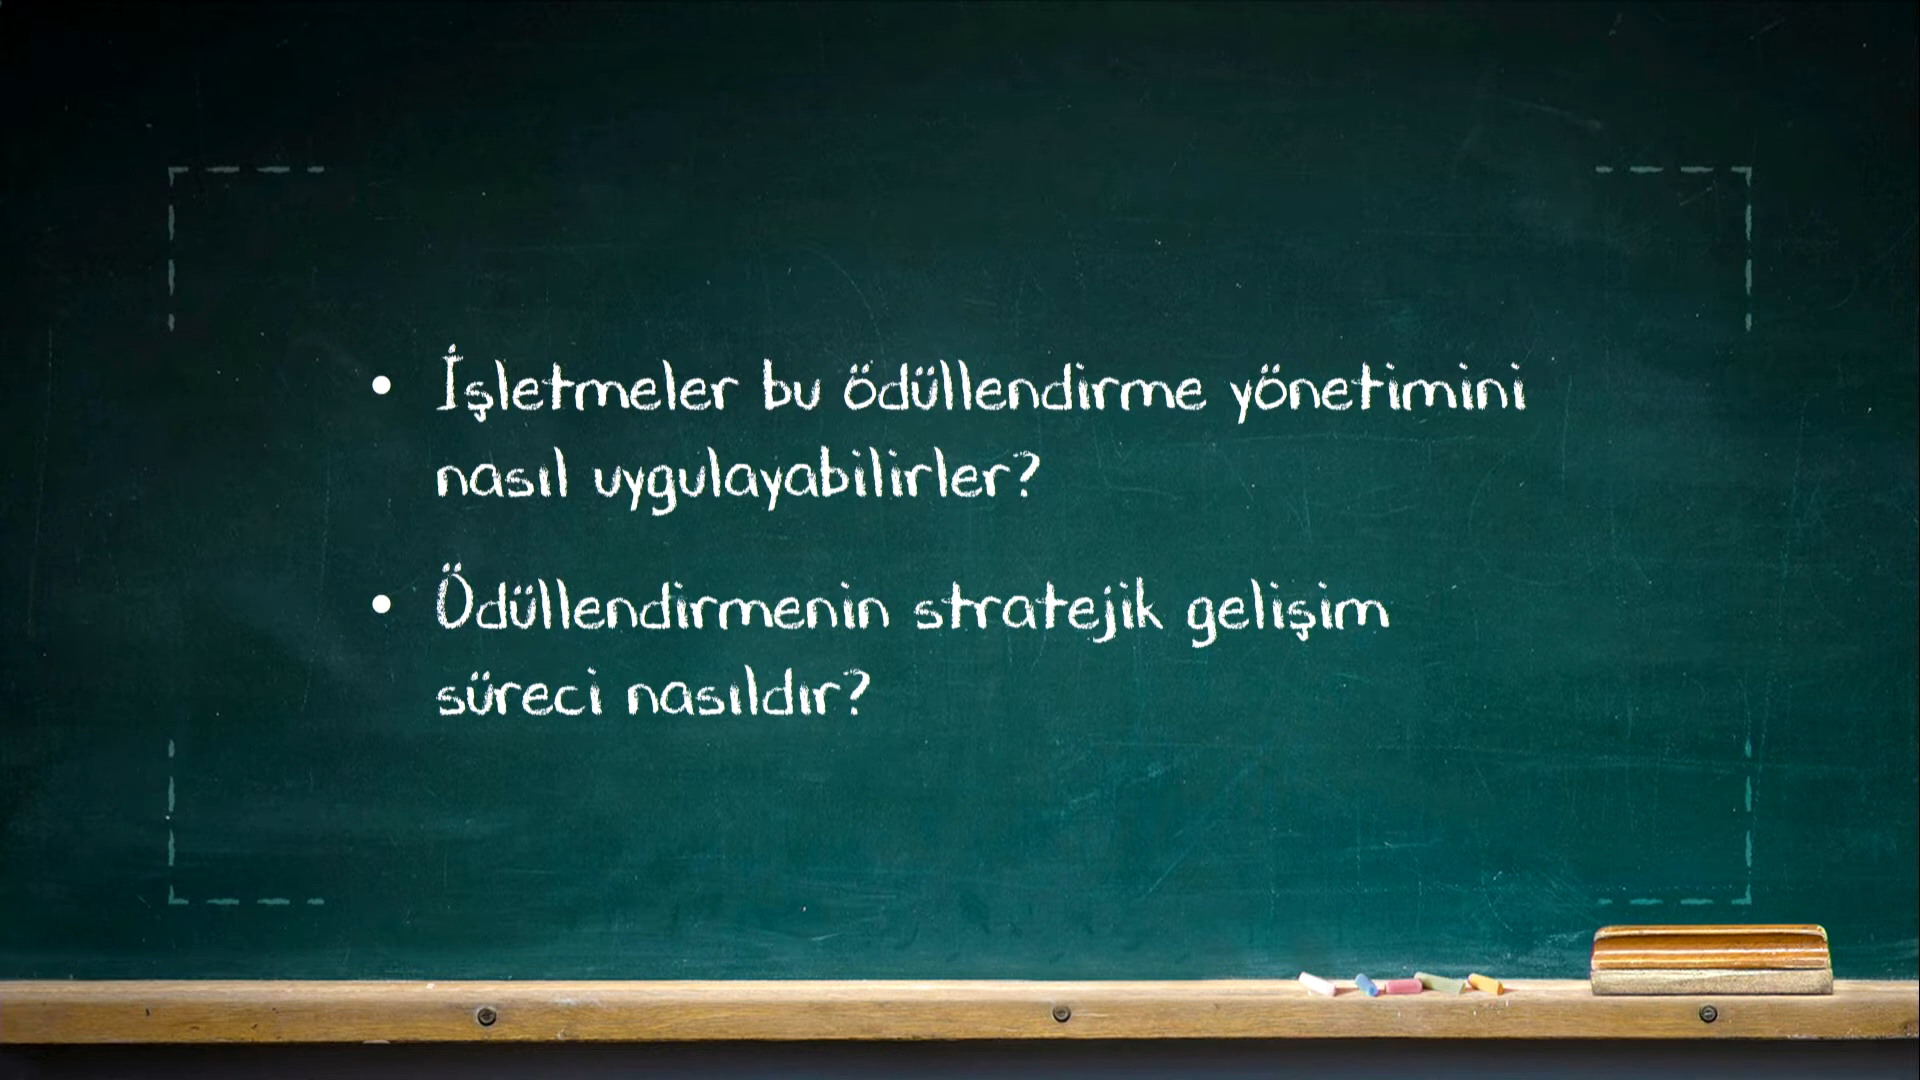 • İşletmeler bu ödüllendirme yönetimini
nasıl uygulayabilirler?
• Ödüllendirmenin stratejik gelişim
süreci nasıldır?